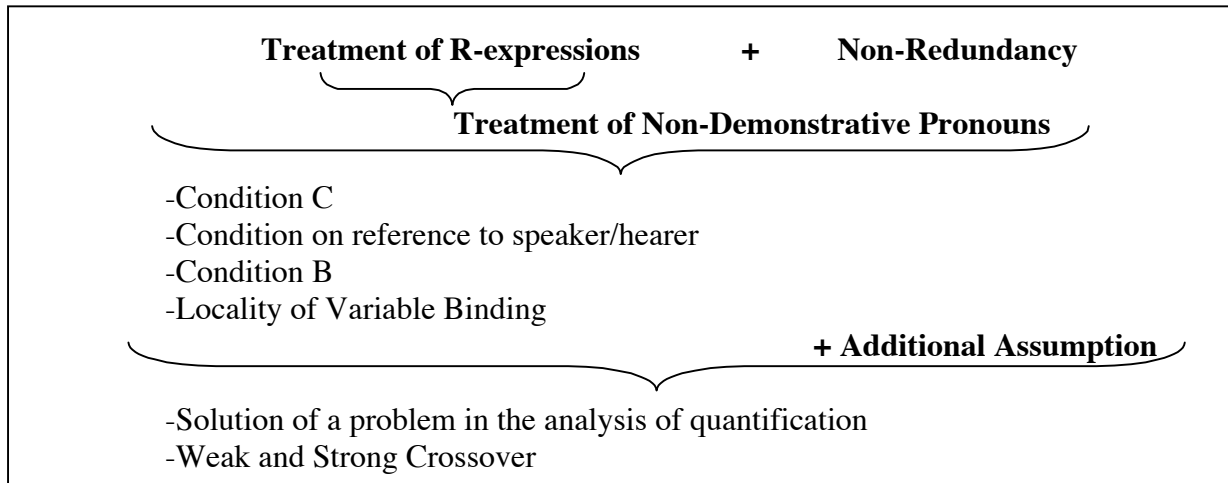 Treatment of R-expressions + Non-Redundancy
Treatment of Non-Demonstrative Pronouns
-Condition C
-Condition on reference to speaker/hearer
-Condition B
-Locality of Variable Binding
+ Additional Assumption
-Solution of a problem in the analysis of quantification
-Weak and Strong Crossover